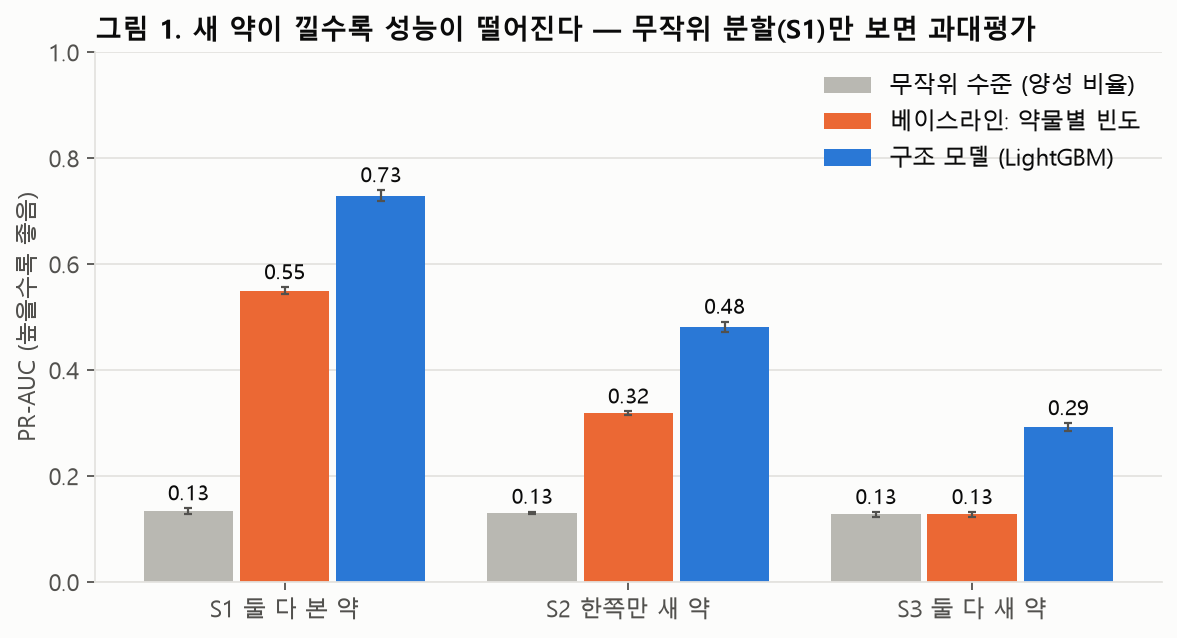 그림 1. 새 약이 낄수록 성능이 떨어진다 — 무작위 분할(S1)만 보면 과대평가
무작위 수준 (양성 비율)
베이스라인: 약물별 빈도
구조 모델 (LightGBM)
PR-AUC (높을수록 좋음)
1.0
0.8
0.6
0.4
0.2
0.0
0.13
0.55
0.73
0.13
0.32
0.48
0.13
0.13
0.29
S1 둘 다 본 약
S2 한쪽만 새 약
S3 둘 다 새 약